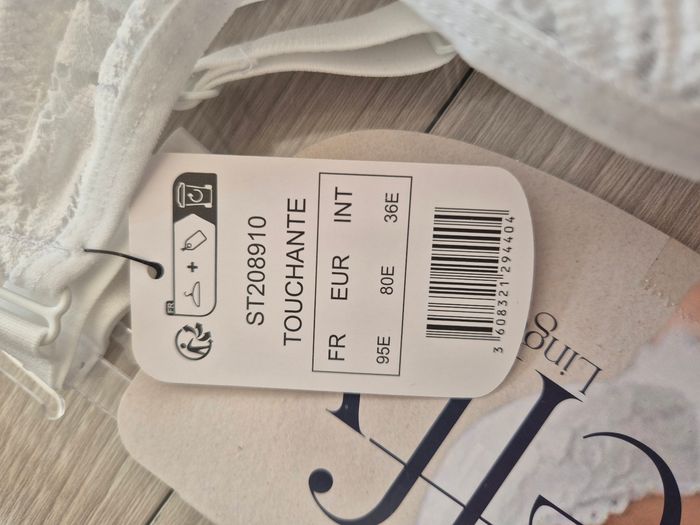 ST208910
TOUCHANTE
FR EUR INT
95E 80E 36E
3 608321 294404
FR
+
Ling